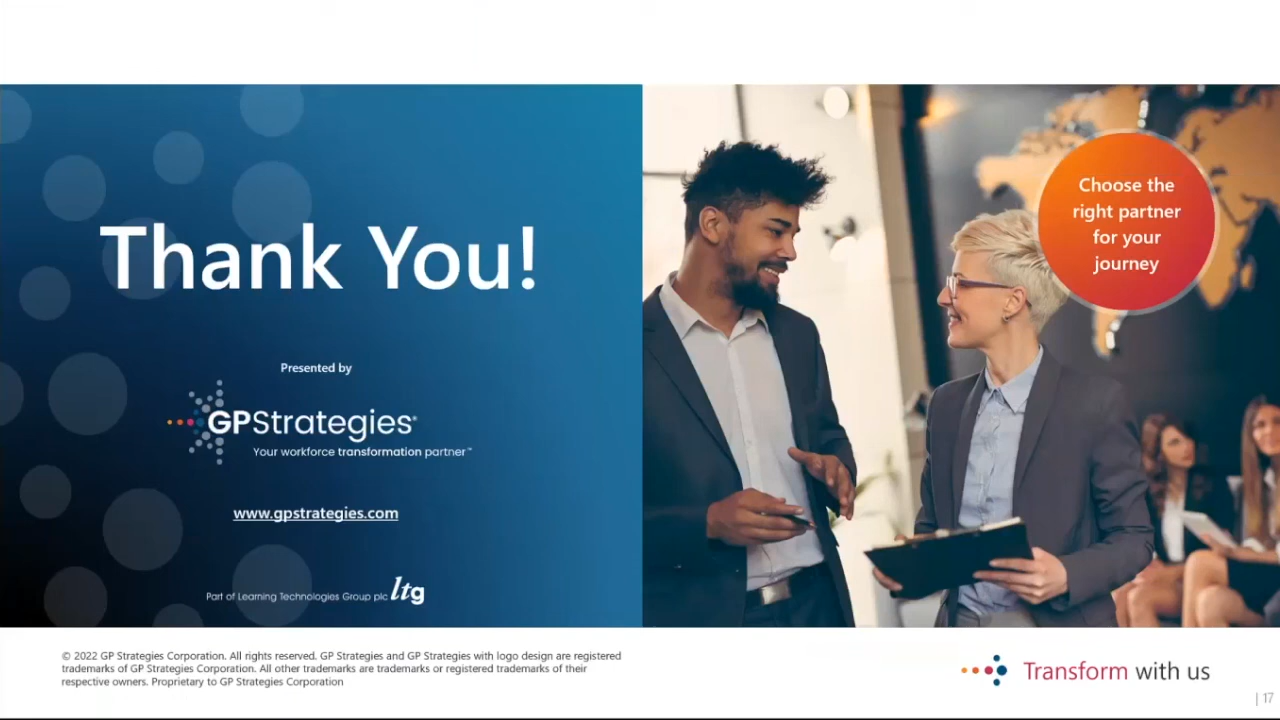 Thank You!
Presented by
GPStrategies®
Your workforce transformation partner™
www.gpstrategies.com
Part of Learning Technologies Group plc ltg
Choose the
right partner
for your
journey
© 2022 GP Strategies Corporation. All rights reserved. GP Strategies and GP Strategies with logo design are registered
trademarks of GP Strategies Corporation. All other trademarks are trademarks or registered trademarks of their
respective owners. Proprietary to GP Strategies Corporation
Transform with us
| 17